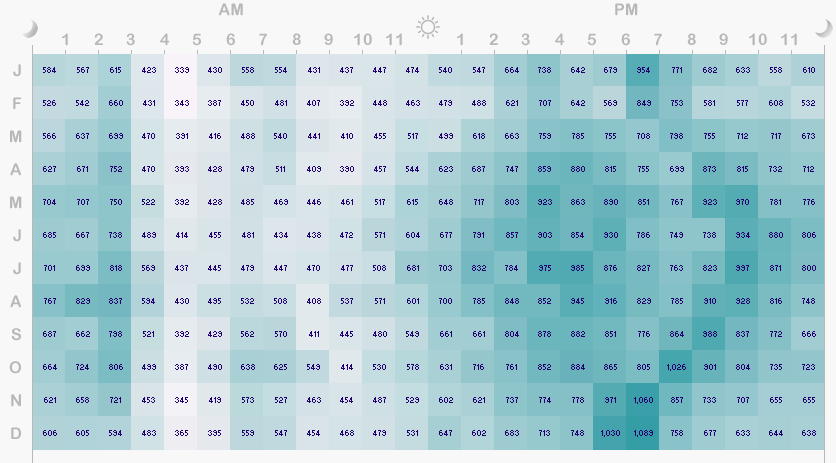 AM PM
1 2 3 4 5 6 7 8 9 10 11 1 2 3 4 5 6 7 8 9 10 11
J 584 567 615 423 339 430 558 554 431 437 447 474 540 547 664 738 642 679 954 771 682 633 558 610
F 526 542 660 431 343 387 450 481 407 392 448 463 479 488 621 707 642 569 849 753 581 577 608 532
M 566 637 699 470 391 416 488 540 441 410 455 517 499 618 663 759 785 755 708 798 755 712 717 673
A 627 671 752 470 393 428 479 511 409 390 457 544 623 687 747 859 880 815 755 699 873 815 732 712
M 704 707 750 522 392 428 485 469 446 461 517 615 648 717 803 923 863 890 851 767 923 970 781 776
J 685 667 738 489 414 455 481 434 438 472 571 604 677 791 857 903 854 930 786 749 738 934 880 806
J 701 699 818 569 437 445 479 447 470 477 508 681 703 832 784 975 985 876 827 763 823 997 871 800
A 767 829 837 594 430 495 532 508 408 537 571 601 700 785 848 852 945 916 829 785 910 928 816 748
S 687 662 798 521 392 429 562 570 411 445 480 549 661 661 804 878 882 851 776 864 988 837 772 666
O 664 724 806 499 387 490 638 625 549 414 530 578 631 716 761 852 884 865 805 1,026 901 804 735 723
N 621 658 721 453 345 419 573 527 463 454 487 529 602 621 737 774 778 971 1,060 857 733 707 655 655
D 606 605 594 483 365 395 559 547 454 468 479 531 647 602 683 713 748 1,030 1,089 758 677 633 644 638